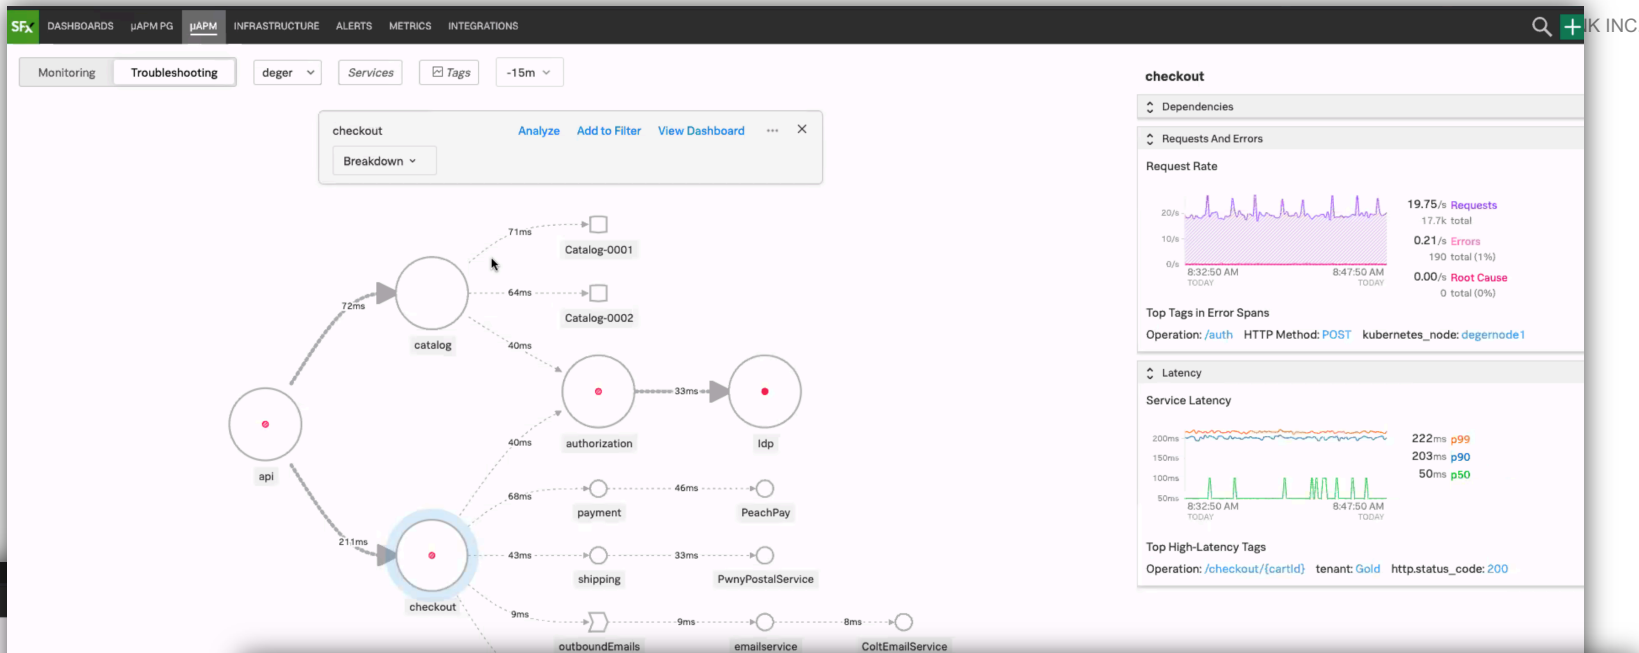 SFx DASHBOARDS µAPM PG µAPM INFRASTRUCTURE ALERTS METRICS INTEGRATIONS
NK INC
Monitoring Troubleshooting deger Services Tags -15m
checkout Analyze Add to Filter View Dashboard ...
Breakdown
71ms
Catalog-0001
64ms
Catalog-0002
72ms
catalog
40ms
33ms
authorization
ldp
api
40ms
68ms
46ms
payment
PeachPay
211ms
43ms
33ms
shipping
PwnyPostalService
checkout
9ms
9ms
8ms
outboundEmails
emailservice
ColtEmailService
checkout
Dependencies
Requests And Errors
Request Rate
20/s
10/s
0/s
8:32:50 AM 8:47:50 AM
TODAY TODAY
19.75/s Requests
17.7k total
0.21/s Errors
190 total (1%)
0.00/s Root Cause
0 total (0%)
Top Tags in Error Spans
Operation: /auth HTTP Method: POST kubernetes_node: degernode1
Latency
Service Latency
200ms
150ms
100ms
50ms
8:32:50 AM 8:47:50 AM
TODAY TODAY
222ms p99
203ms p90
50ms p50
Top High-Latency Tags
Operation: /checkout/{cartId} tenant: Gold http.status_code: 200